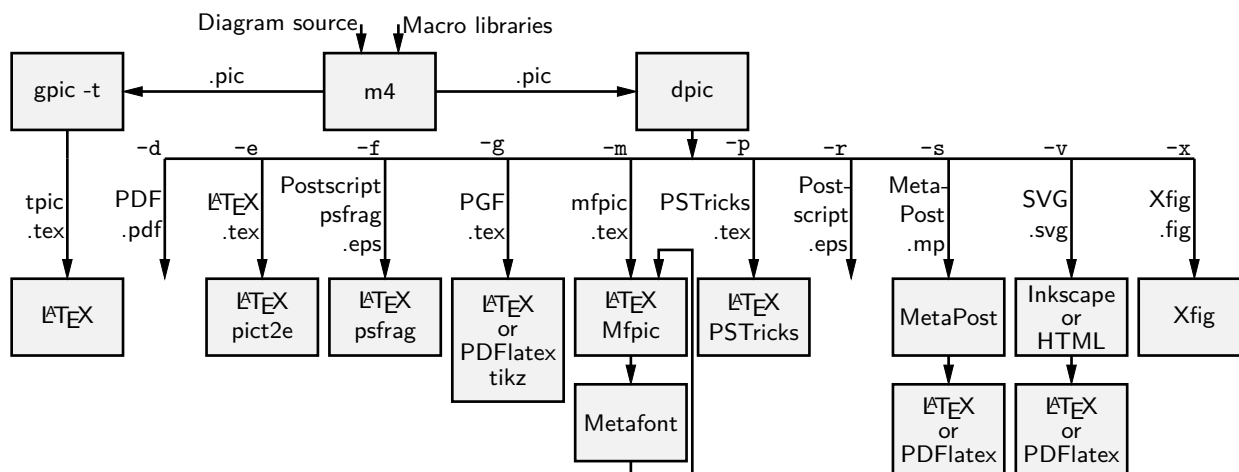 Diagram source
Macro libraries
gpic -t
.pic
m4
.pic
dpic
-d
-e
-f
-g
-m
-p
-r
-s
-v
-x
tpic
.tex
PDF
.pdf
LATEX
.tex
Postscript
psfrag
.eps
PGF
.tex
mfpic
.tex
PSTricks
.tex
Post-
script
.eps
Meta-
Post
.mp
SVG
.svg
Xfig
.fig
LATEX
LATEX
pict2e
LATEX
psfrag
LATEX
or
PDFlatex
tikz
LATEX
Mfpic
LATEX
PSTricks
MetaPost
Inkscape
or
HTML
Xfig
Metafont
LATEX
or
PDFlatex
LATEX
or
PDFlatex